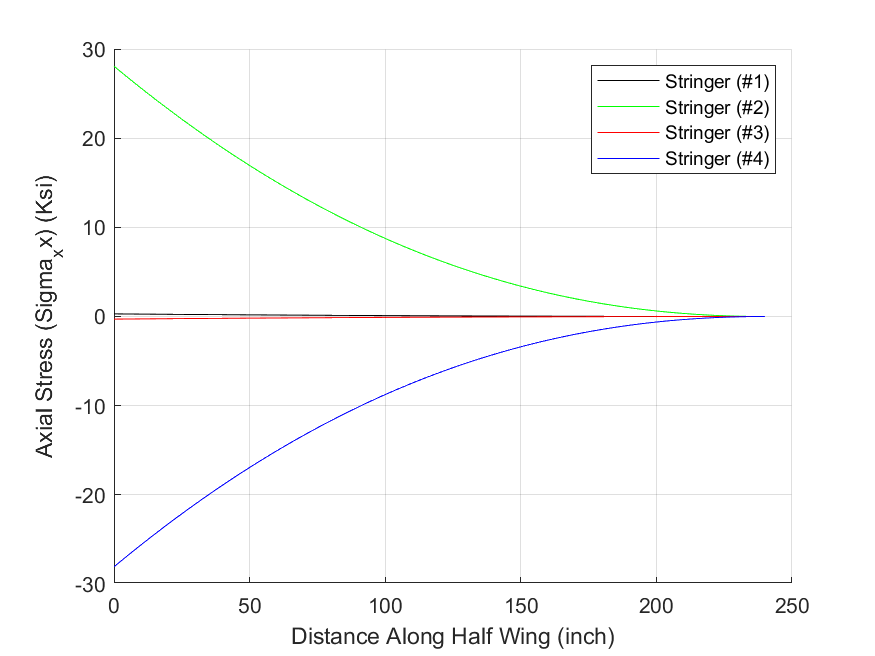 30
20
10
0
-10
-20
-30
0 50 100 150 200 250
Axial Stress (Sigma_x x) (Ksi)
Distance Along Half Wing (inch)
Stringer (#1)
Stringer (#2)
Stringer (#3)
Stringer (#4)